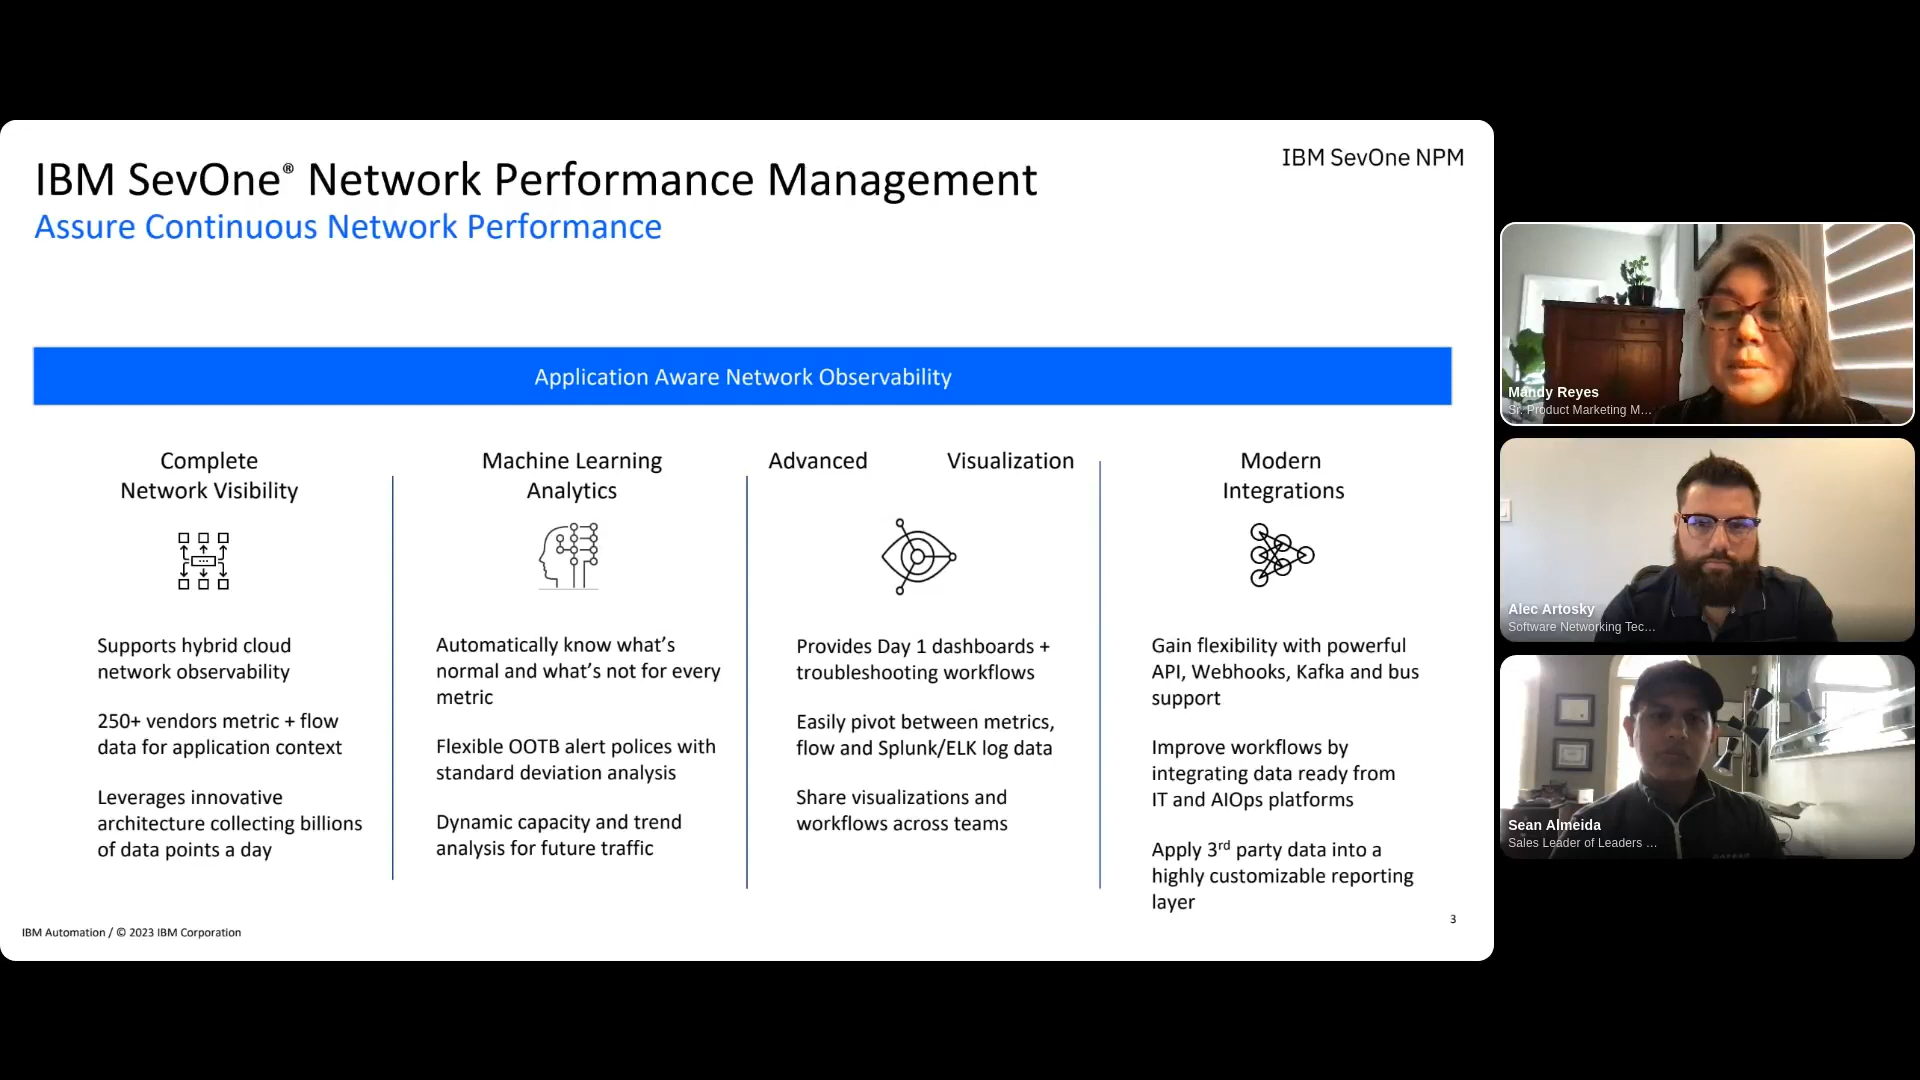 IBM SevOne NPM
IBM SevOne® Network Performance Management
Assure Continuous Network Performance
Application Aware Network Observability
Complete
Network Visibility
Supports hybrid cloud
network observability
250+ vendors metric + flow
data for application context
Leverages innovative
architecture collecting billions
of data points a day
Machine Learning
Analytics
Automatically know what’s
normal and what’s not for every
metric
Flexible OOTB alert polices with
standard deviation analysis
Dynamic capacity and trend
analysis for future traffic
Advanced Visualization
Provides Day 1 dashboards +
troubleshooting workflows
Easily pivot between metrics,
flow and Splunk/ELK log data
Share visualizations and
workflows across teams
Modern
Integrations
Gain flexibility with powerful
API, Webhooks, Kafka and bus
support
Improve workflows by
integrating data ready from
IT and AIOps platforms
Apply 3rd party data into a
highly customizable reporting
layer
3
IBM Automation / © 2023 IBM Corporation
Mandy Reyes
Sr. Product Marketing M...
Alec Artosky
Software Networking Tec...
Sean Almeida
Sales Leader of Leaders ...